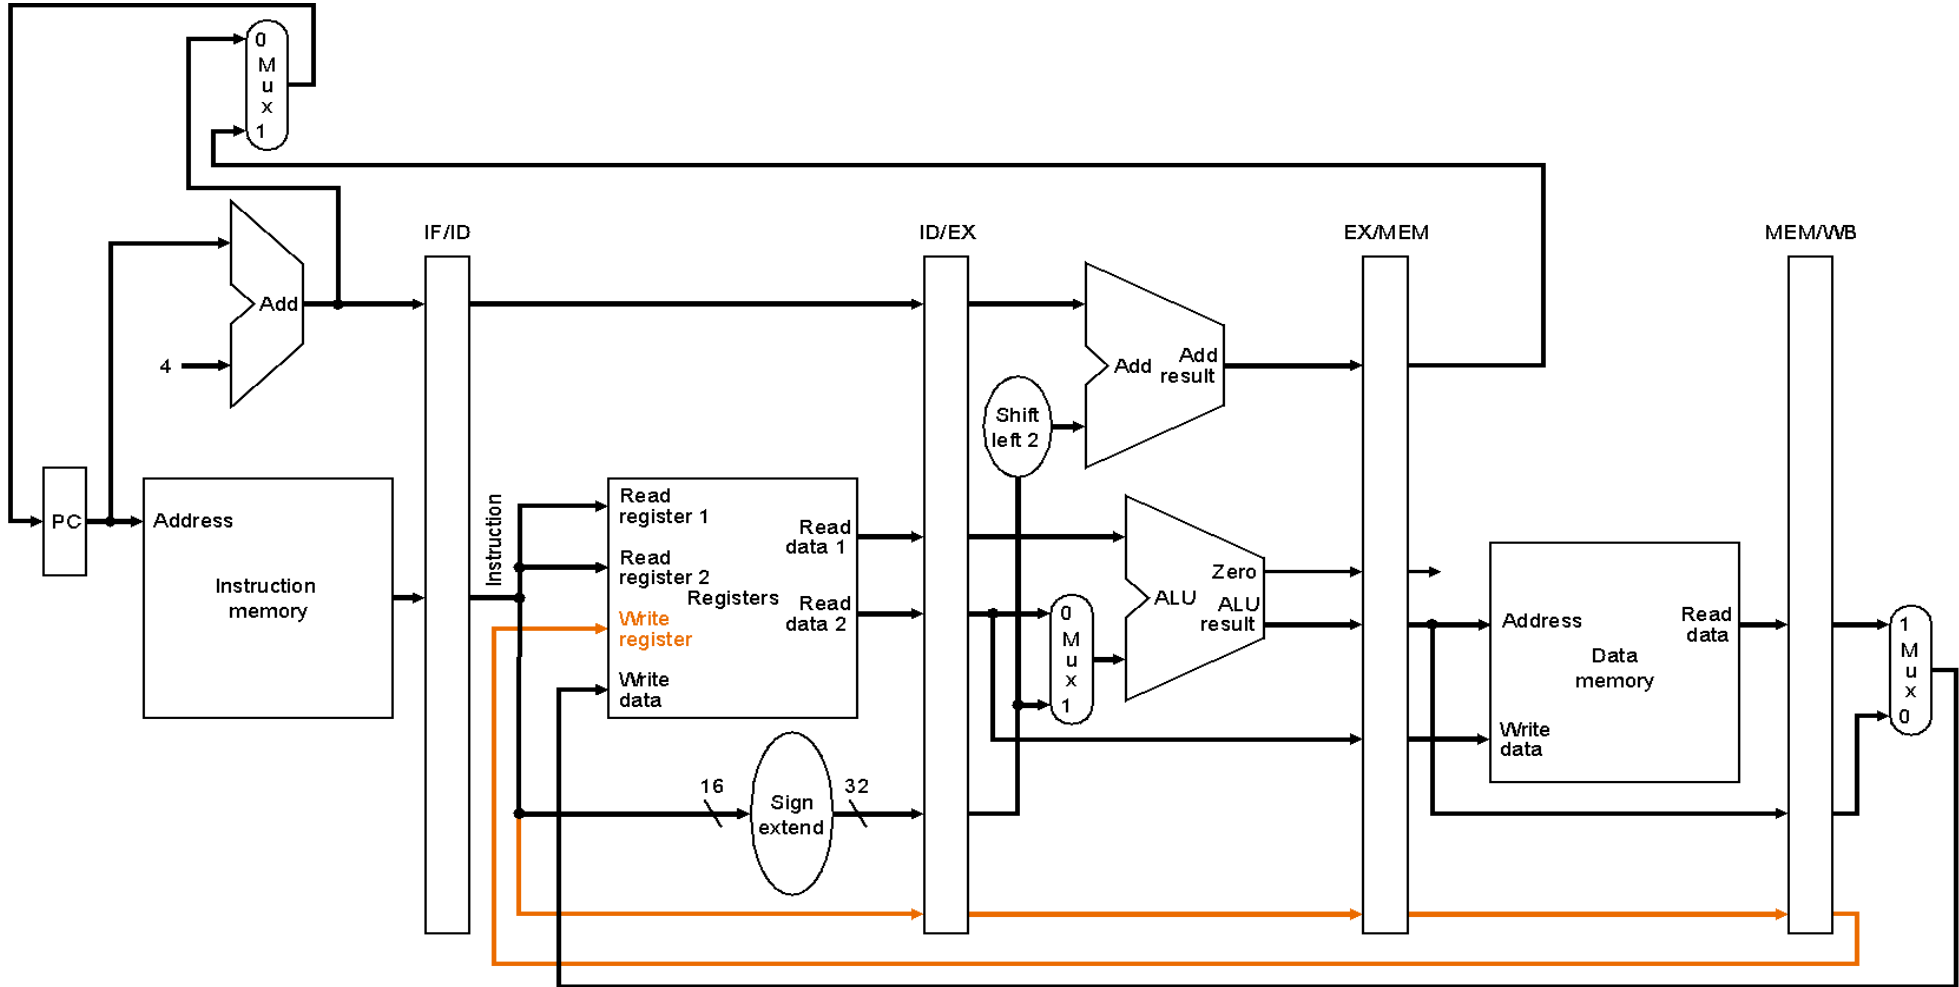 0
M
u
x
1
IF/ID
ID/EX
EX/MEM
MEM/WB
Add
4
Add
Add
result
Shift
left 2
PC
Address
Instruction
memory
Instruction
Read
register 1
Read
register 2
Registers
Write
register
Write
data
Read
data 1
Read
data 2
0
M
u
x
1
Zero
ALU
ALU
result
Address
Read
data
Data
memory
Write
data
1
M
u
x
0
16
Sign
extend
32